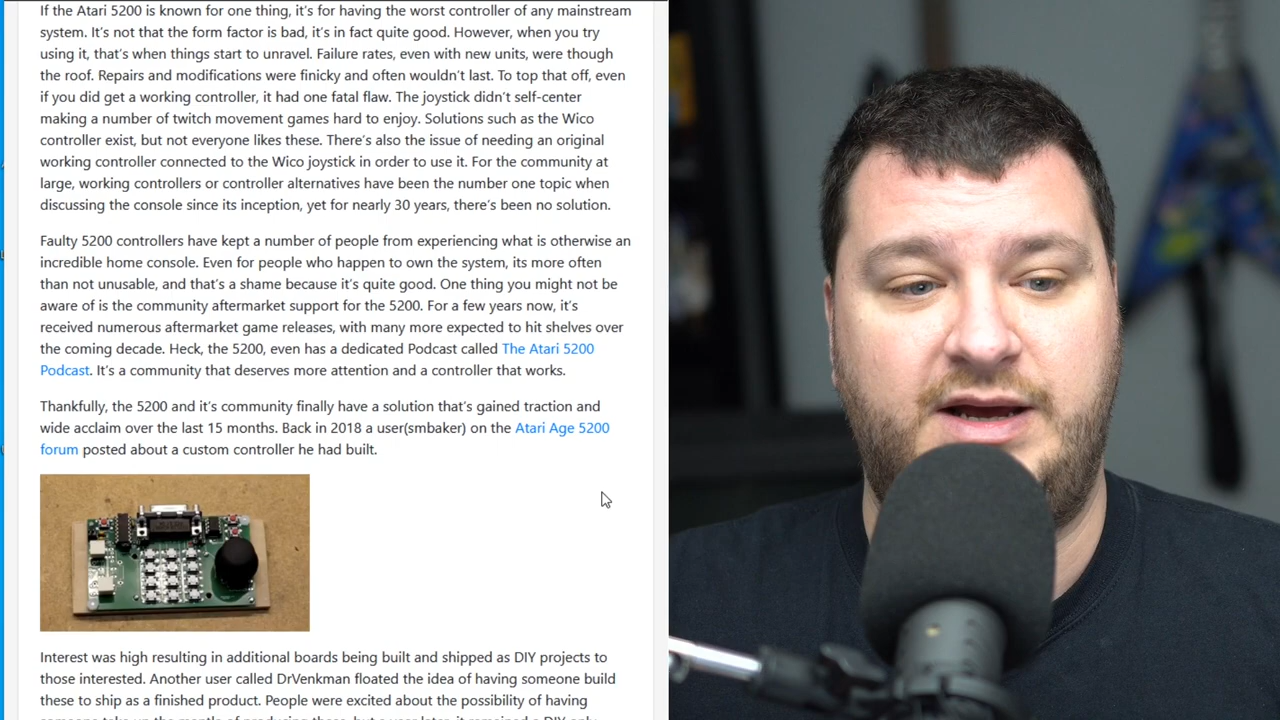 If the Atari 5200 is known for one thing, it's for having the worst controller of any mainstream
system. It's not that the form factor is bad, it's in fact quite good. However, when you try
using it, that's when things start to unravel. Failure rates, even with new units, were though
the roof. Repairs and modifications were finicky and often wouldn't last. To top that off, even
if you did get a working controller, it had one fatal flaw. The joystick didn't self-center
making a number of twitch movement games hard to enjoy. Solutions such as the Wico
controller exist, but not everyone likes these. There's also the issue of needing an original
working controller connected to the Wico joystick in order to use it. For the community at
large, working controllers or controller alternatives have been the number one topic when
discussing the console since its inception, yet for nearly 30 years, there's been no solution.
Faulty 5200 controllers have kept a number of people from experiencing what is otherwise an
incredible home console. Even for people who happen to own the system, its more often
than not unusable, and that's a shame because it's quite good. One thing you might not be
aware of is the community aftermarket support for the 5200. For a few years now, it's
received numerous aftermarket game releases, with many more expected to hit shelves over
the coming decade. Heck, the 5200, even has a dedicated Podcast called The Atari 5200
Podcast. It's a community that deserves more attention and a controller that works.
Thankfully, the 5200 and it's community finally have a solution that's gained traction and
wide acclaim over the last 15 months. Back in 2018 a user(smbaker) on the Atari Age 5200
forum posted about a custom controller he had built.
Interest was high resulting in additional boards being built and shipped as DIY projects to
those interested. Another user called DrVenkman floated the idea of having someone build
these to ship as a finished product. People were excited about the possibility of having